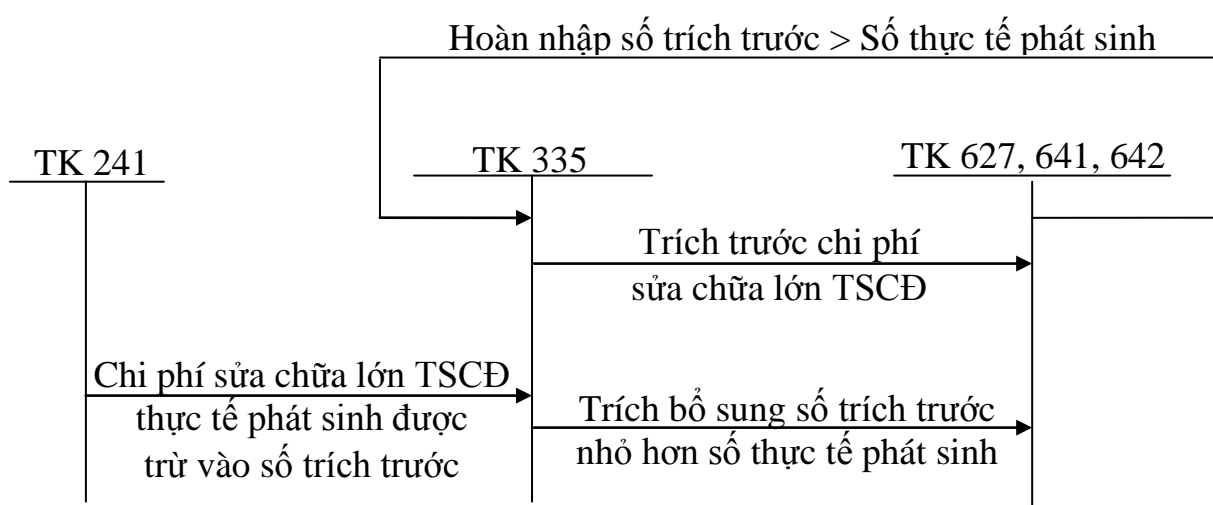 Hoàn nhập số trích trước > Số thực tế phát sinh
TK 241
TK 335
TK 627, 641, 642
Trích trước chi phí
sửa chữa lớn TSCĐ
Chi phí sửa chữa lớn TSCĐ
thực tế phát sinh được
trừ vào số trích trước
Trích bổ sung số trích trước
nhỏ hơn số thực tế phát sinh